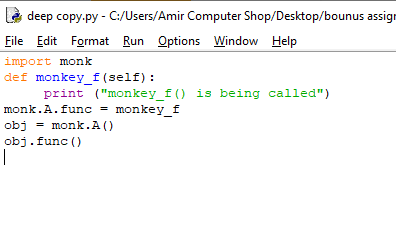 deep copy.py - C:/Users/Amir Computer Shop/Desktop/bounus assign
File Edit Format Run Options Window Help
import monk
def monkey_f(self):
     print ("monkey_f() is being called")
monk.A.func = monkey_f
obj = monk.A()
obj.func()